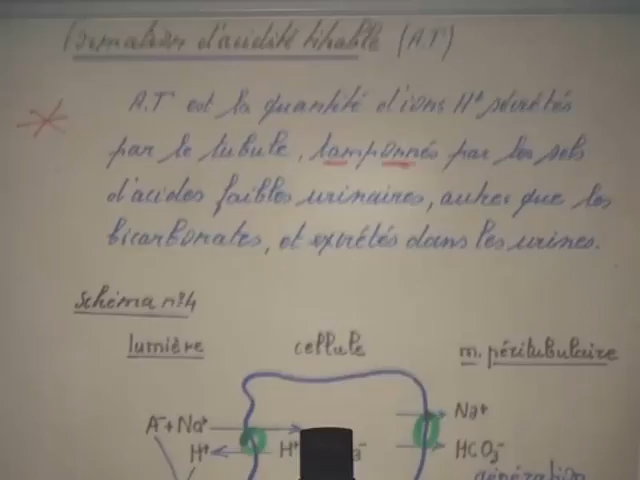 Formation d'acidité titrable (A.T)
A.T est la quantité d'ions H+ sécrétés
par le tubule, tamponnés par les sels
d'acides faibles urinaires, autres que les
bicarbonates, et excrétés dans les urines.
Schéma n°4
lumière cellule m. péritubulaire
A- + Na+ Na+
H+ H+ HCO3-
génération